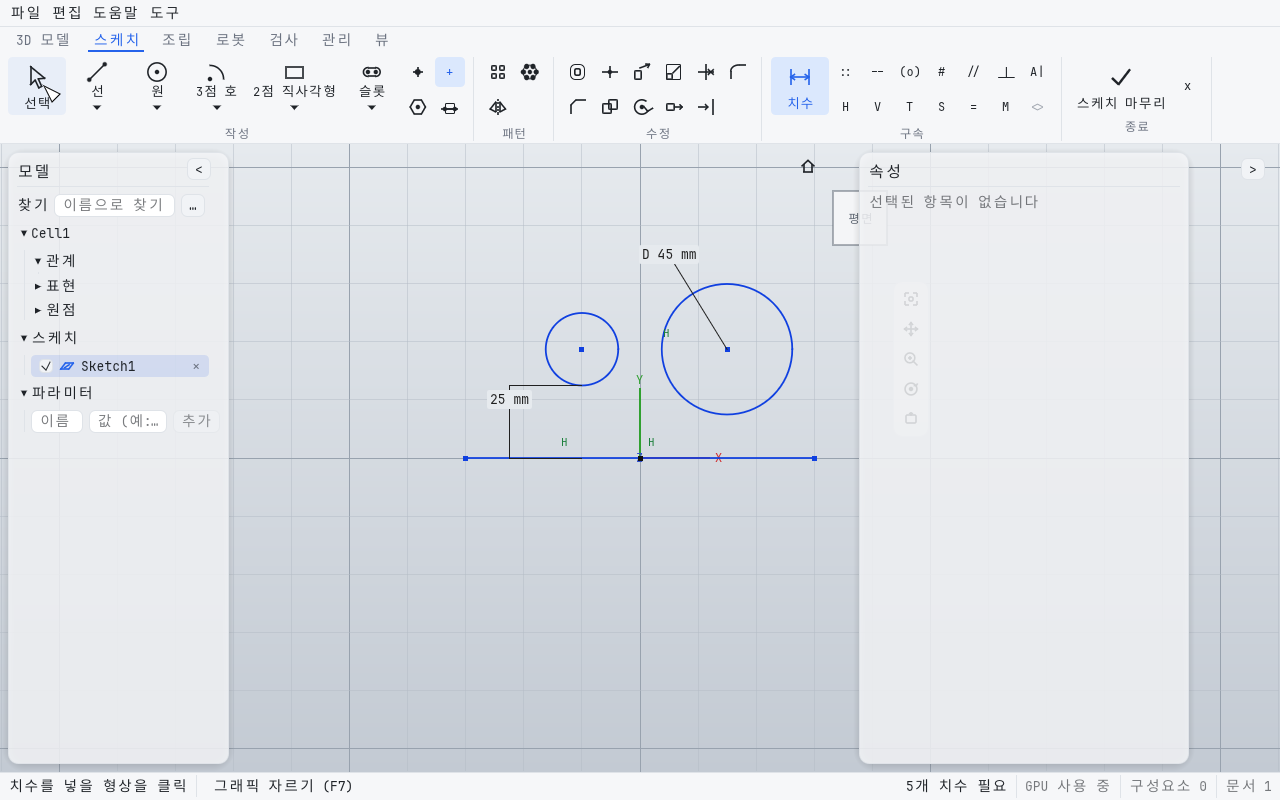 파일 편집 도움말 도구
3D 모델 스케치 조립 로봇 검사 관리 뷰
선택 선 원 3점 호 2점 직사각형 슬롯 치수 스케치 마무리 x
:: -- (o) # // ⊥ A|
H V T S = M <>
작성 패턴 수정 구속 종료
모델 <
찾기 이름으로 찾기 …
▼ Cell1
▼ 관계
▶ 표현
▶ 원점
▼ 스케치
Sketch1 ×
▼ 파라미터
이름 값 (예:… 추가
D 45 mm
H
Y
25 mm
H H
X
평면
속성 >
선택된 항목이 없습니다
치수를 넣을 형상을 클릭 그래픽 자르기 (F7) 5개 치수 필요 GPU 사용 중 구성요소 0 문서 1